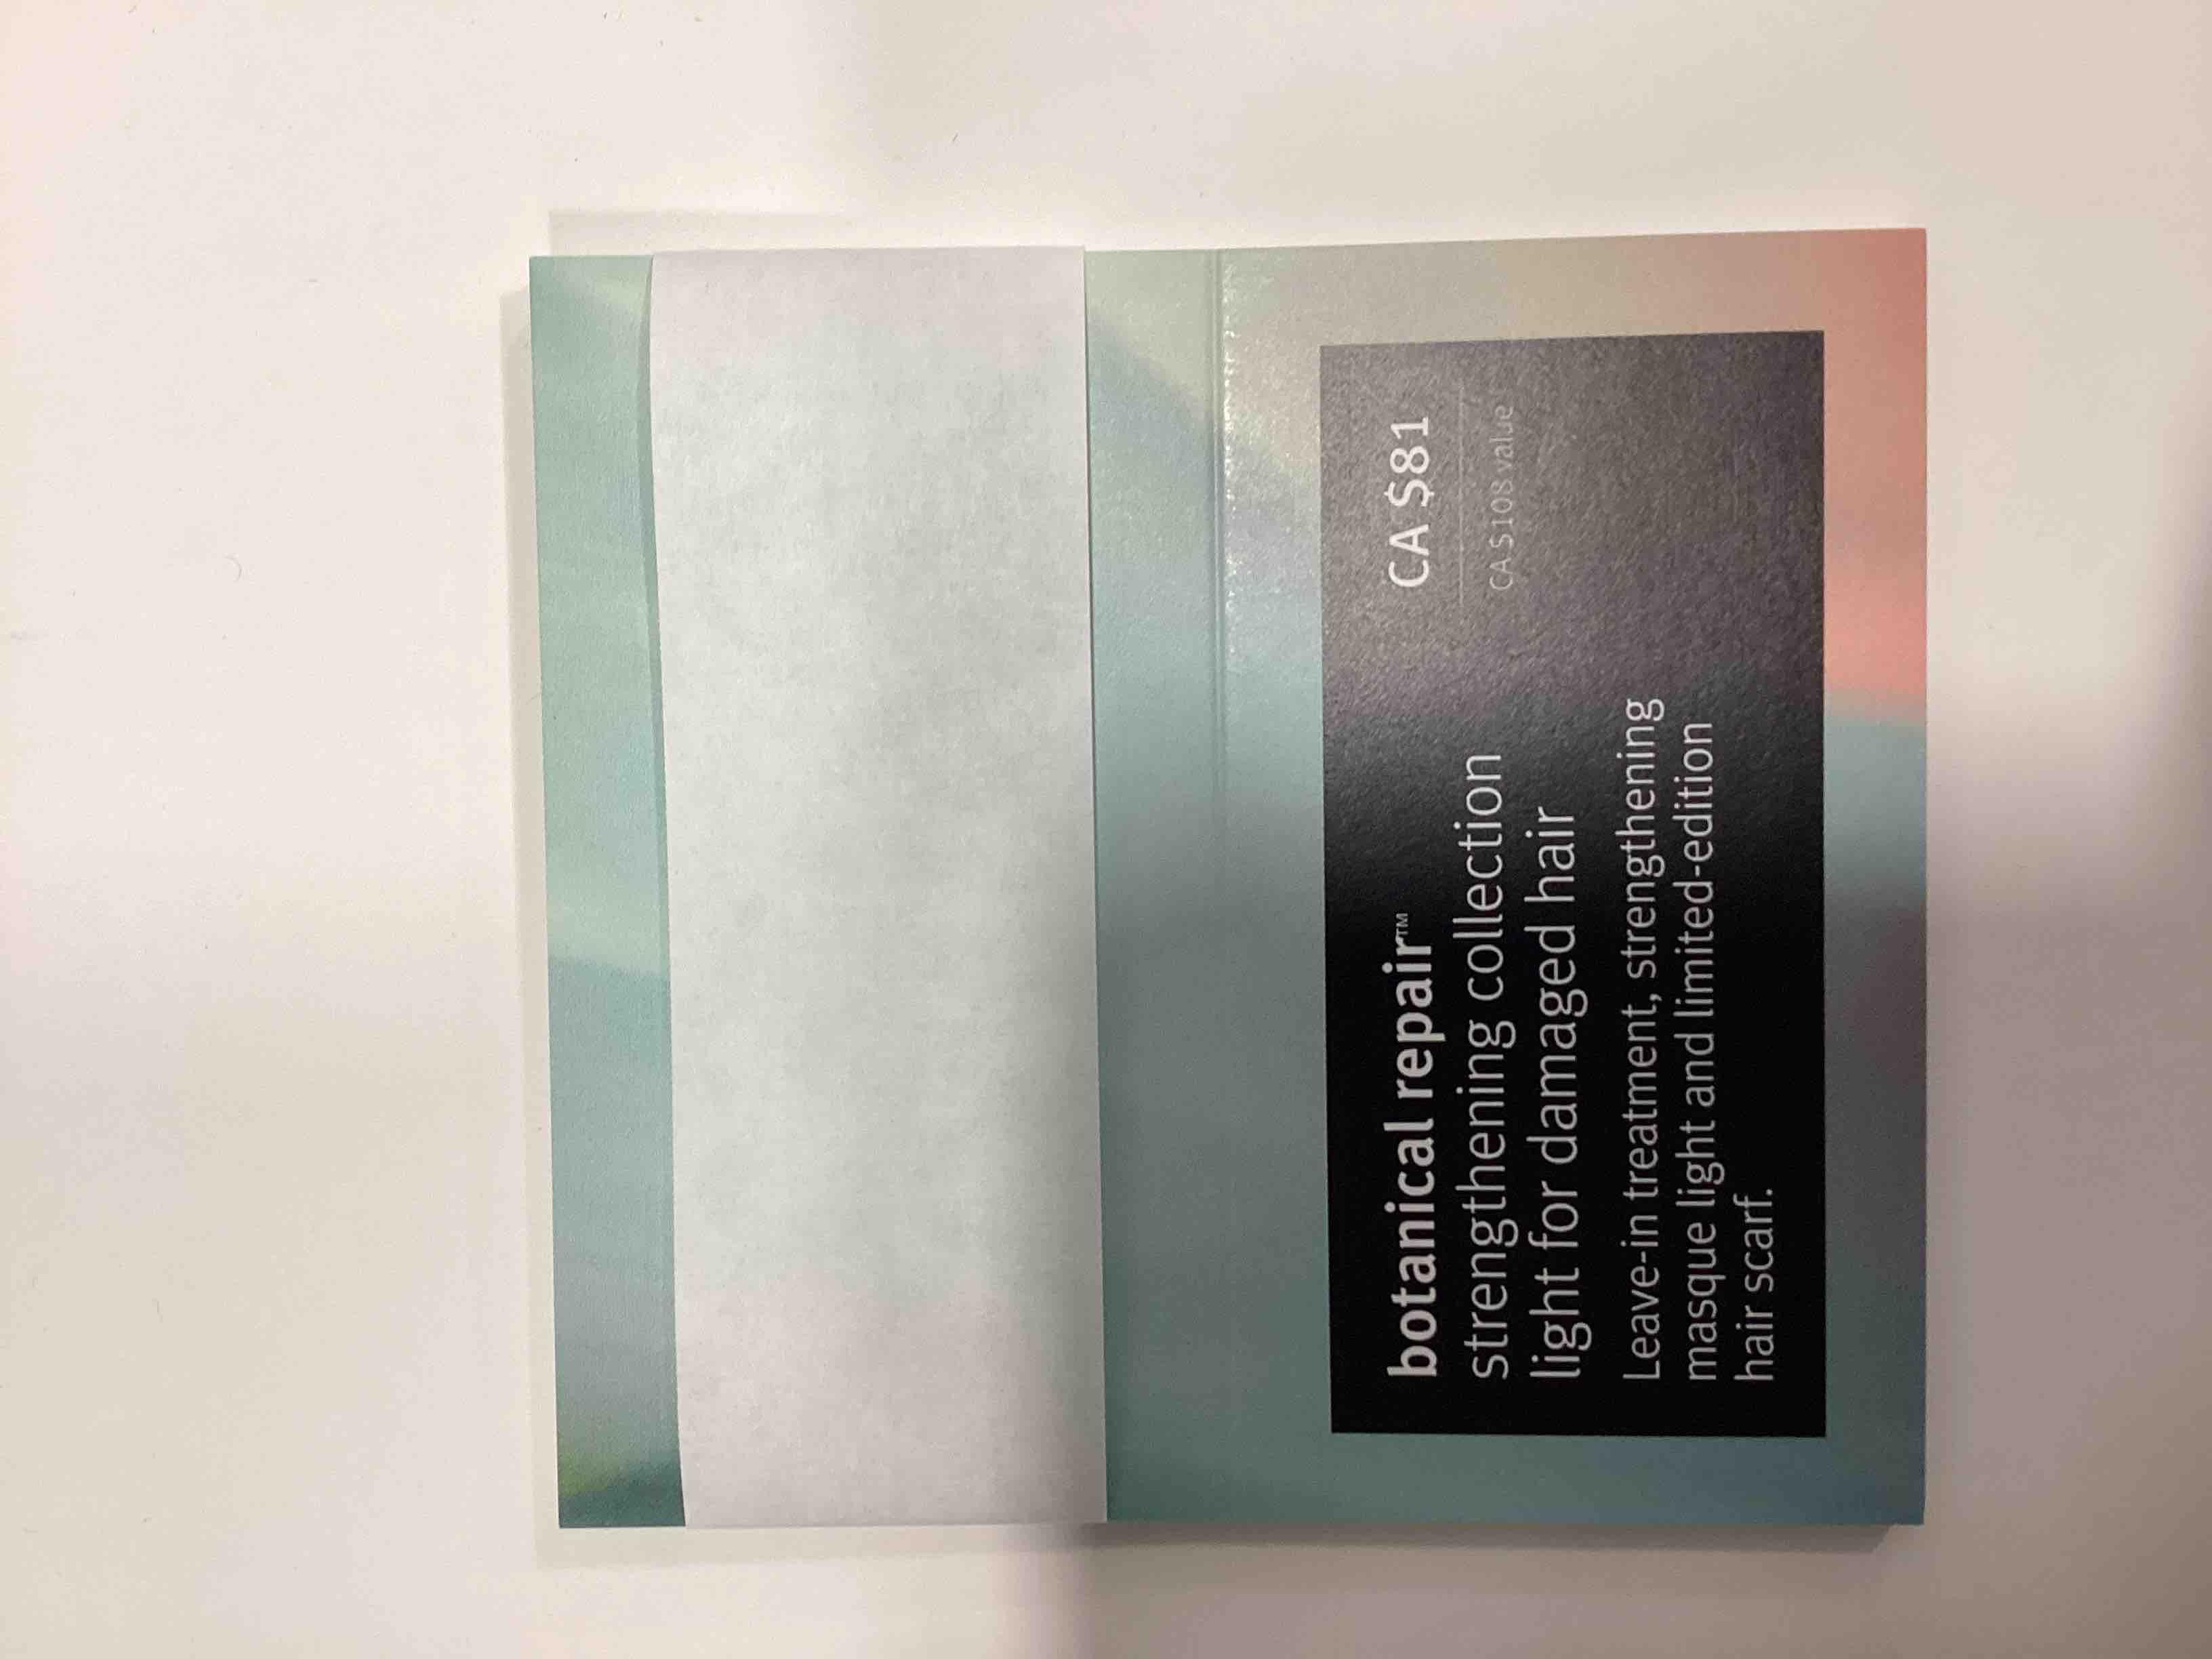 botanical repair™
strengthening collection
light for damaged hair
Leave-in treatment, strengthening
masque light and limited-edition
hair scarf.
CA $81
CA $108 value